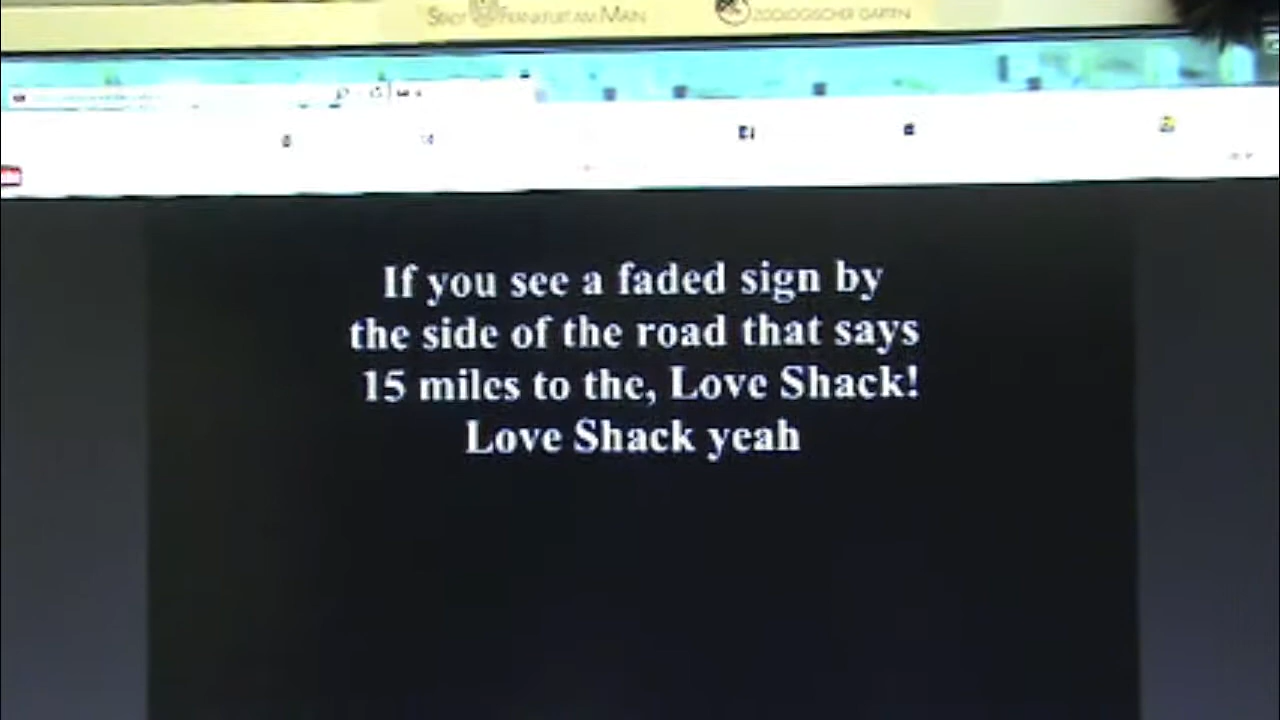 STADT FRANKFURT AM MAIN ZOOLOGISCHER GARTEN
If you see a faded sign by
the side of the road that says
15 miles to the, Love Shack!
Love Shack yeah